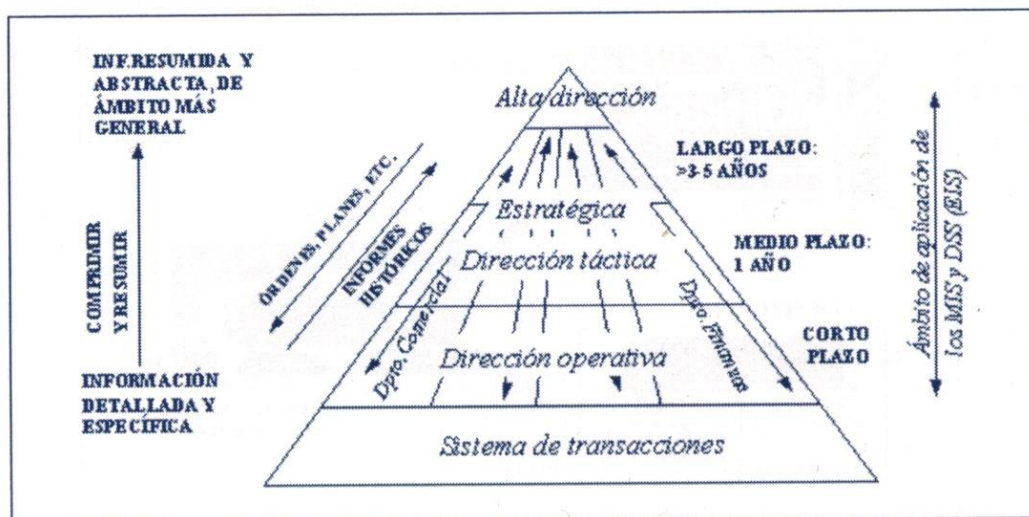 INF.RESUMIDA Y
ABSTRACTA, DE
ÁMBITO MÁS
GENERAL
COMPRIMIR
Y RESUMIR
INFORMACIÓN
DETALLADA Y
ESPECÍFICA
ÓRDENES, PLANES, ETC.
INFORMES
HISTÓRICOS
Alta dirección
Estratégica
Dirección táctica
Dpto. Comercial
Dpto. Finanzas
Dirección operativa
Sistema de transacciones
LARGO PLAZO:
>3-5 AÑOS
MEDIO PLAZO:
1 AÑO
CORTO
PLAZO
Ámbito de aplicación de
los MIS y DSS (EIS)